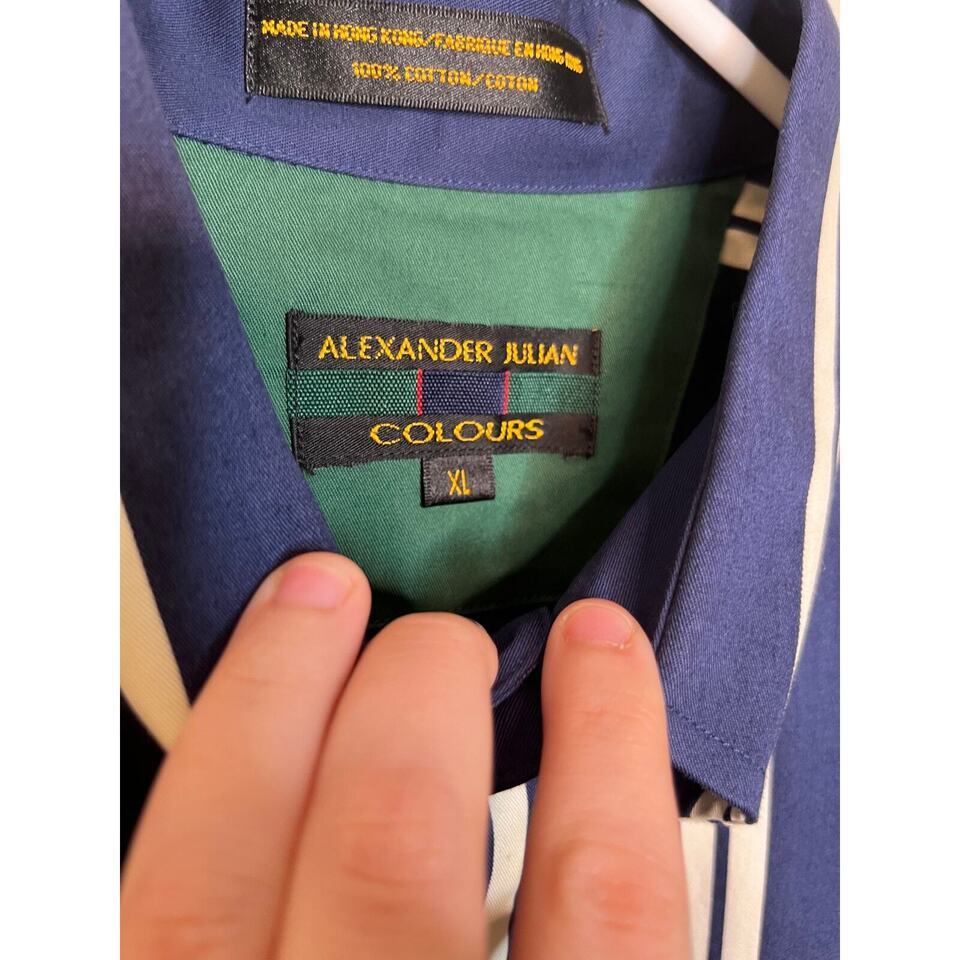 MADE IN HONG KONG/FABRIQUE EN HONG KONG
100% COTTON/COTON
ALEXANDER JULIAN
COLOURS
XL